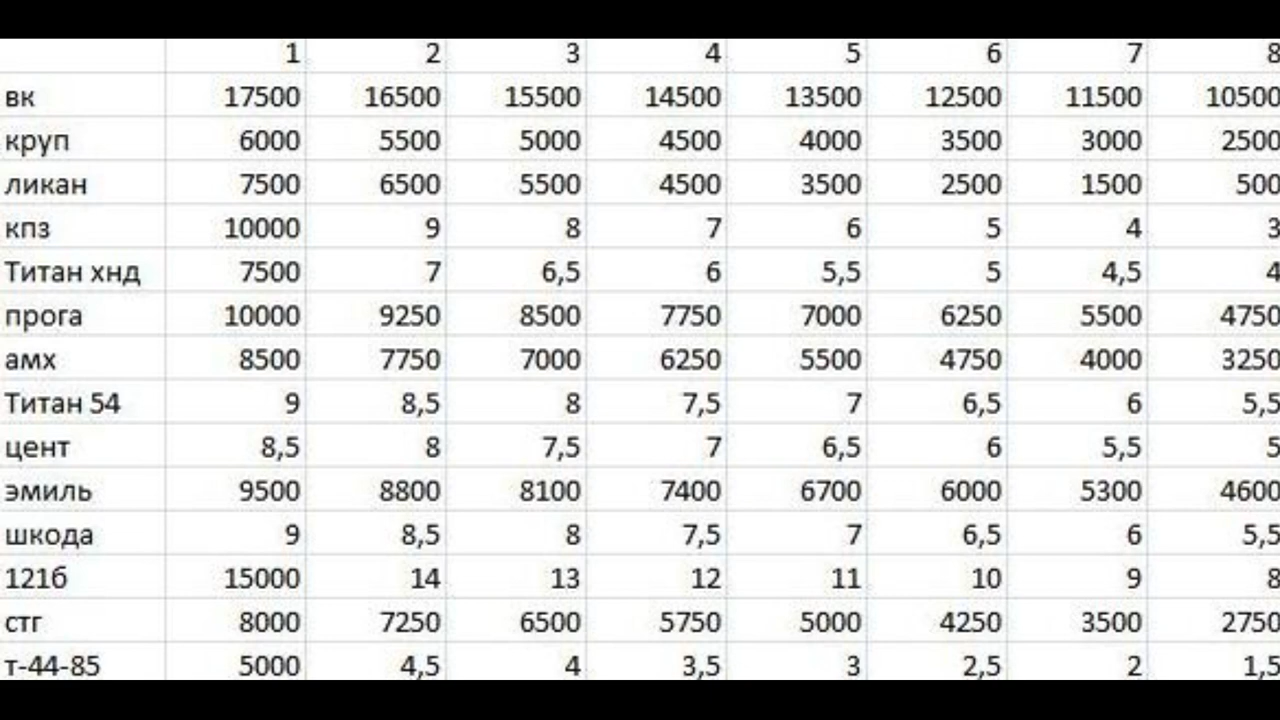 1 2 3 4 5 6 7 8
вк 17500 16500 15500 14500 13500 12500 11500 10500
круп 6000 5500 5000 4500 4000 3500 3000 2500
ликан 7500 6500 5500 4500 3500 2500 1500 500
кпз 10000 9 8 7 6 5 4 3
Титан хнд 7500 7 6,5 6 5,5 5 4,5 4
прога 10000 9250 8500 7750 7000 6250 5500 4750
амх 8500 7750 7000 6250 5500 4750 4000 3250
Титан 54 9 8,5 8 7,5 7 6,5 6 5,5
цент 8,5 8 7,5 7 6,5 6 5,5 5
эмиль 9500 8800 8100 7400 6700 6000 5300 4600
шкода 9 8,5 8 7,5 7 6,5 6 5,5
121б 15000 14 13 12 11 10 9 8
стг 8000 7250 6500 5750 5000 4250 3500 2750
т-44-85 5000 4,5 4 3,5 3 2,5 2 1,5